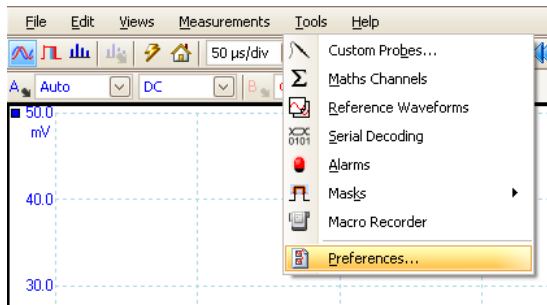 File Edit Views Measurements Tools Help
50 µs/div
A Auto DC B
Custom Probes...
Maths Channels
Reference Waveforms
Serial Decoding
0101
Alarms
Masks
Macro Recorder
Preferences...
50.0
mV
40.0
30.0